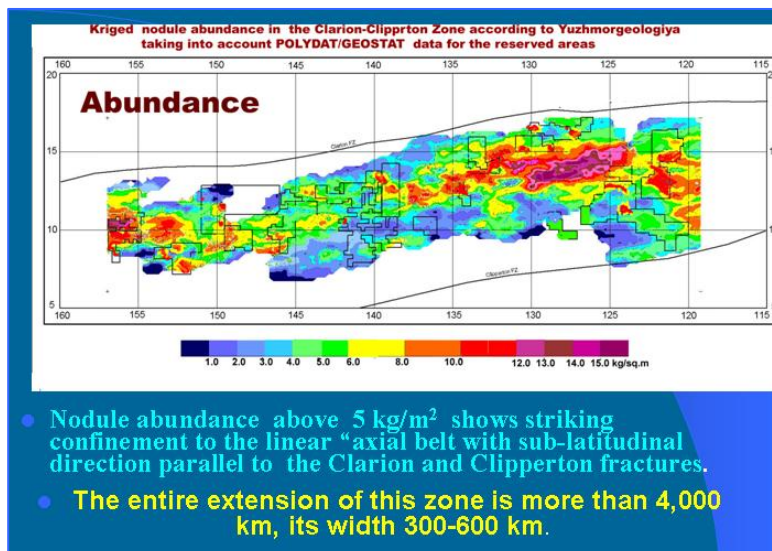 Kriged nodule abundance in the Clarion-Clipprton Zone according to Yuzhmorgeologiya
taking into account POLYDAT/GEOSTAT data for the reserved areas
160 155 150 145 140 135 130 125 120 115
20
Abundance
Clarion FZ
15
10
Clipperton FZ
5
160 155 150 145 140 135 130 125 120 115
1.0 2.0 3.0 4.0 5.0 6.0 8.0 10.0 12.0 13.0 14.0 15.0 kg/sq.m
Nodule abundance above 5 kg/m² shows striking
confinement to the linear “axial belt with sub-latitudinal
direction parallel to the Clarion and Clipperton fractures.
The entire extension of this zone is more than 4,000
km, its width 300-600 km.